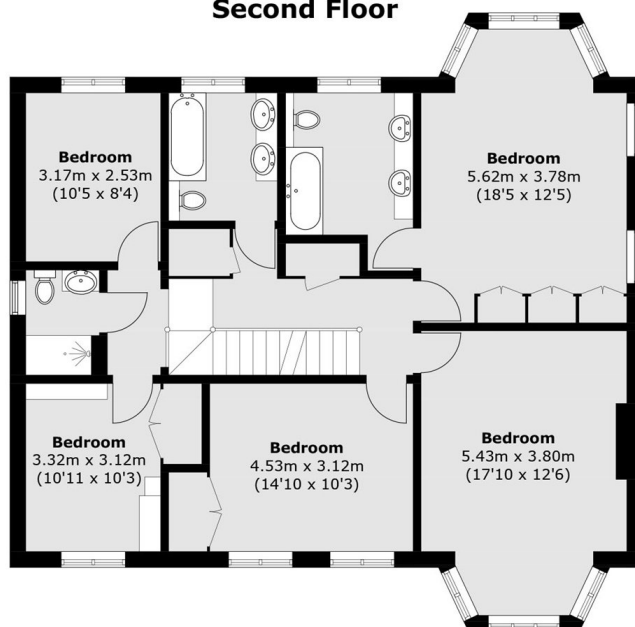 Second Floor
Bedroom
3.17m x 2.53m
(10'5 x 8'4)
Bedroom
5.62m x 3.78m
(18'5 x 12'5)
Bedroom
3.32m x 3.12m
(10'11 x 10'3)
Bedroom
4.53m x 3.12m
(14'10 x 10'3)
Bedroom
5.43m x 3.80m
(17'10 x 12'6)